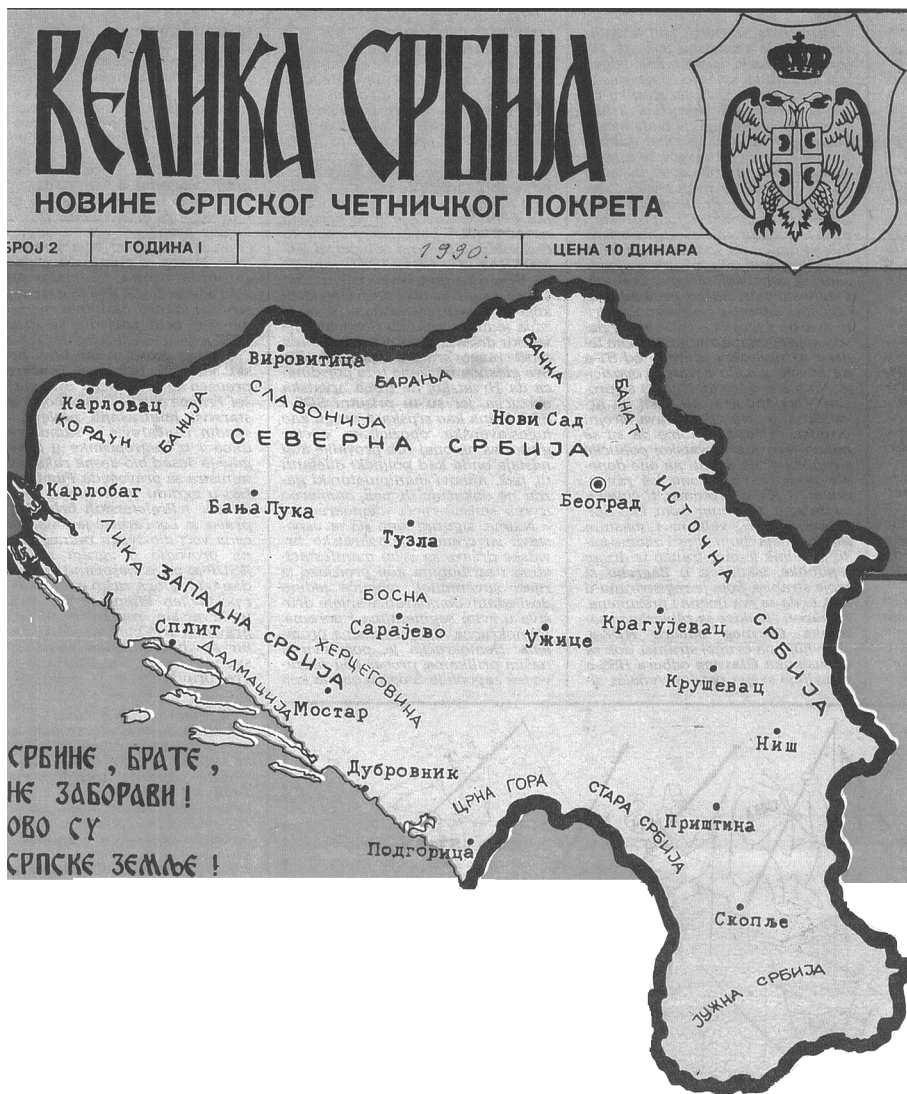 ВЕЛИКА СРБИЈА
НОВИНЕ СРПСКОГ ЧЕТНИЧКОГ ПОКРЕТА
БРОЈ 2
ГОДИНА I
1990.
ЦЕНА 10 ДИНАРА
Вировитица
БАРАЊА
БАЧКА
БАНАТ
Карловац
КОРДУН
БАНИЈА
СЛАВОНИЈА
Нови Сад
СЕВЕРНА СРБИЈА
Карлобаг
Бања Лука
Београд
Тузла
ИСТОЧНА СРБИЈА
ЛИКА
ЗАПАДНА СРБИЈА
БОСНА
Сплит
Сарајево
Ужице
Крагујевац
ДАЛМАЦИЈА
ХЕРЦЕГОВИНА
Крушевац
Мостар
Ниш
Дубровник
ЦРНА ГОРА
СТАРА СРБИЈА
Приштина
Подгорица
Скопље
ЈУЖНА СРБИЈА
СРБИНЕ, БРАТЕ,
НЕ ЗАБОРАВИ!
ОВО СУ
СРПСКЕ ЗЕМЉЕ!